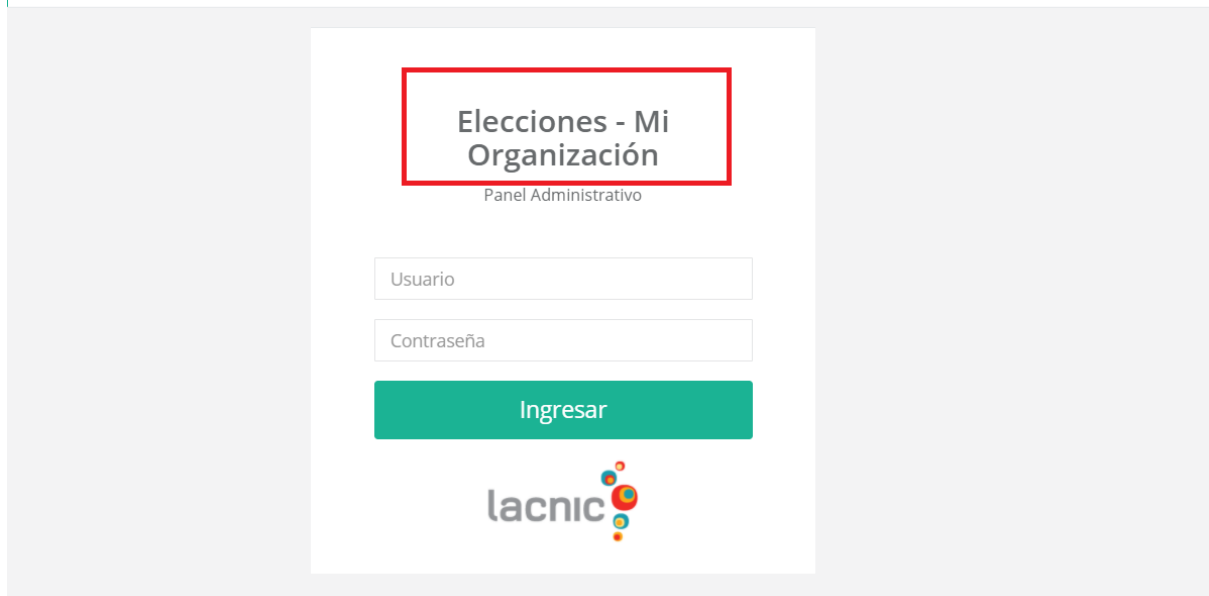 Elecciones - Mi
Organización
Panel Administrativo
Usuario
Contraseña
Ingresar
lacnic